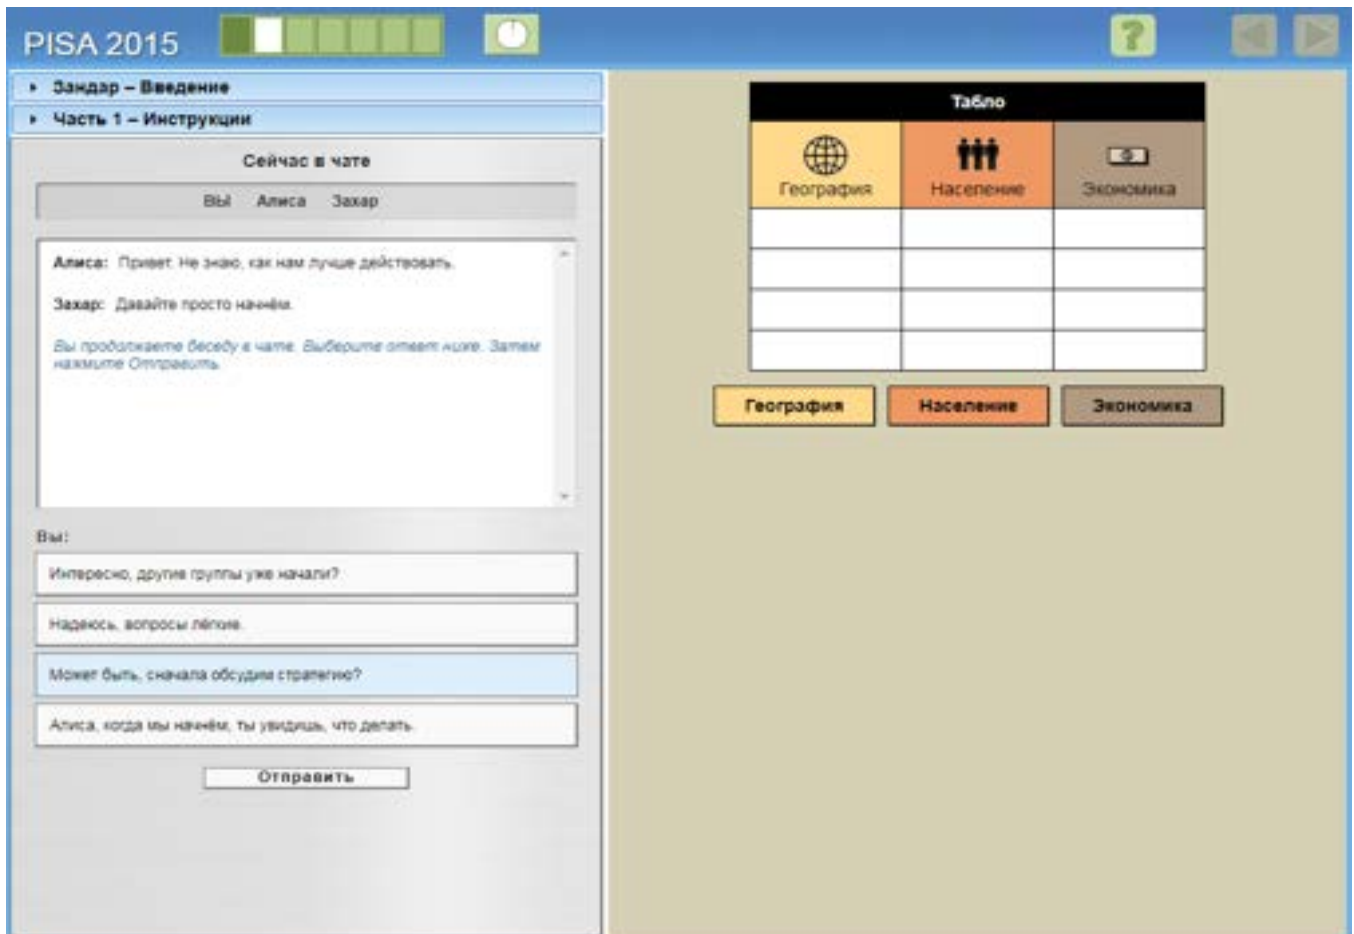 PISA 2015
Зандар – Введение
Часть 1 – Инструкции
Сейчас в чате
ВЫ Алиса Захар
Алиса: Привет. Не знаю, как нам лучше действовать.
Захар: Давайте просто начнём.
Вы продолжаете беседу в чате. Выберите ответ ниже. Затем
нажмите Отправить.
Вы:
Интересно, другие группы уже начали?
Надеюсь, вопросы лёгкие.
Может быть, сначала обсудим стратегию?
Алиса, когда мы начнём, ты увидишь, что делать.
Отправить
?
Табло
География Население Экономика
География Население Экономика